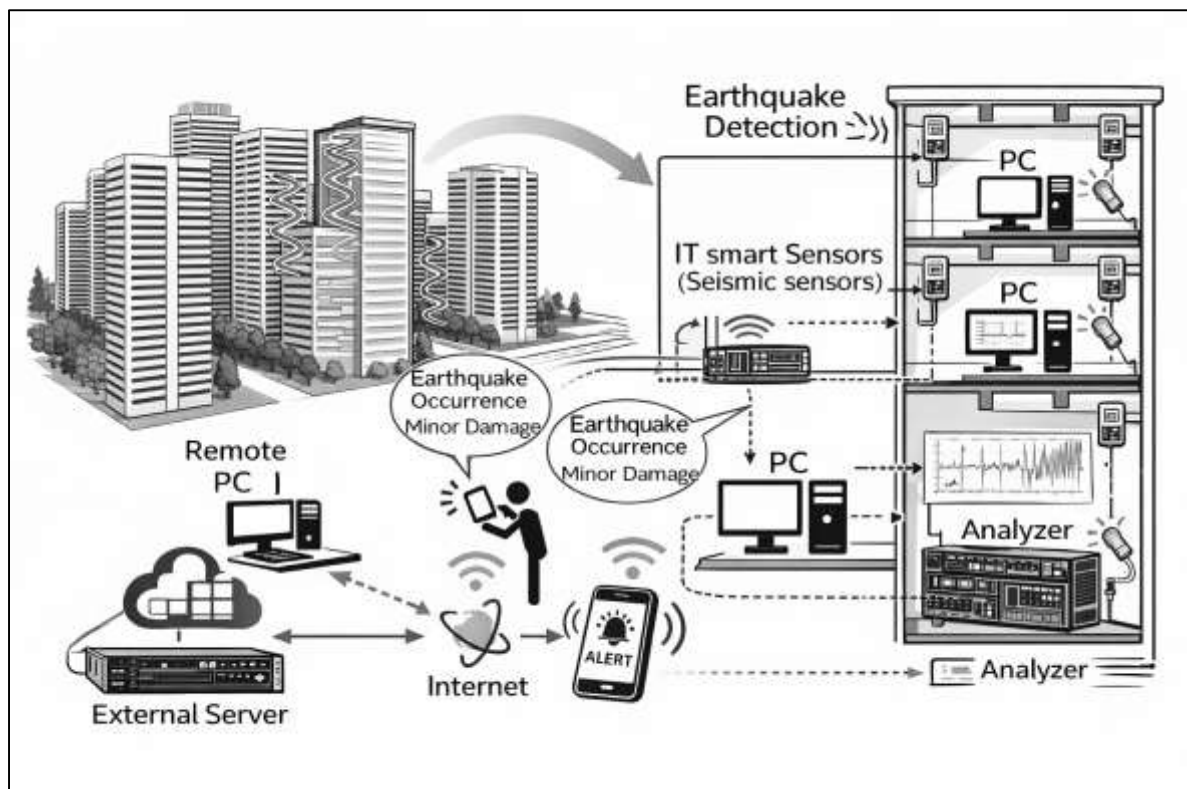 Earthquake
Detection
PC
IT smart Sensors
(Seismic sensors)
PC
Earthquake
Occurrence
Minor Damage
Earthquake
Occurrence
Minor Damage
Remote
PC
PC
Analyzer
ALERT
Internet
Analyzer
External Server